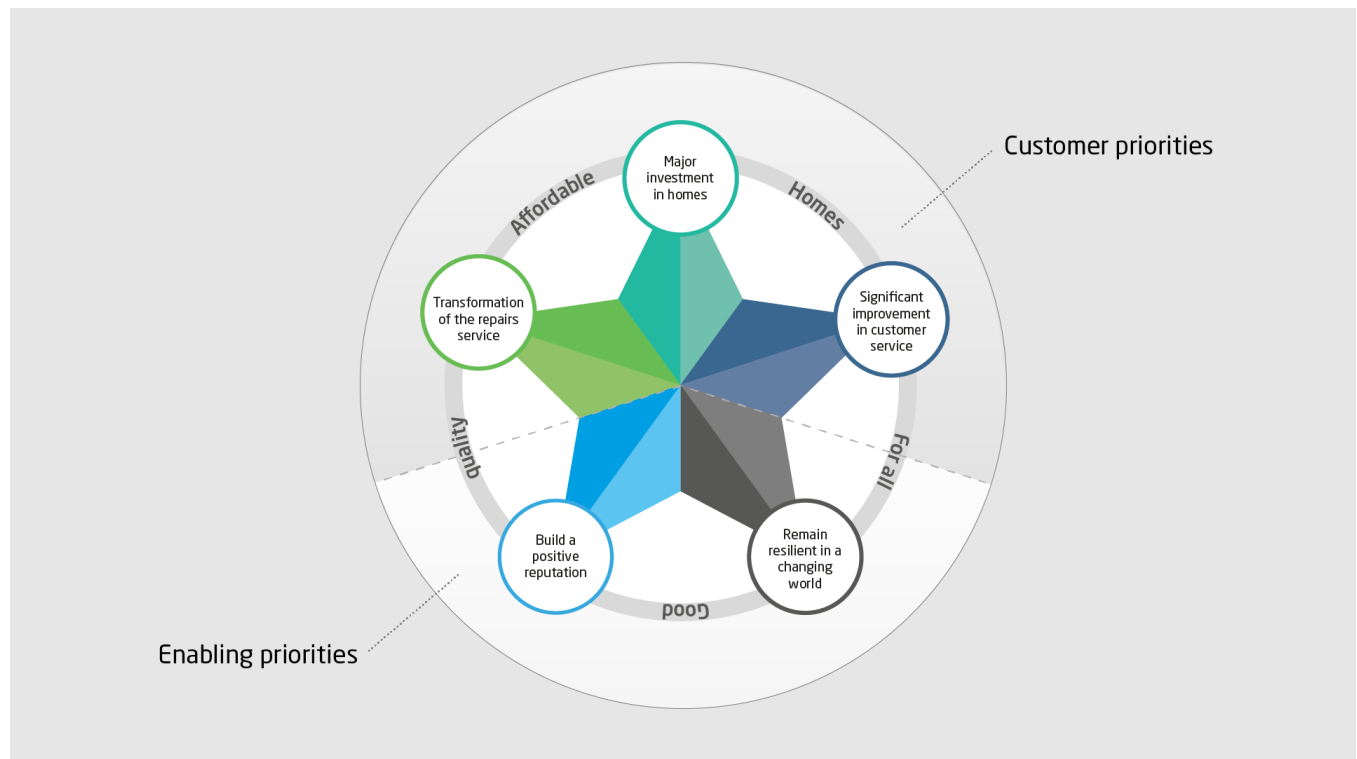 Customer priorities
Major
investment
in homes
Affordable
Homes
Transformation
of the repairs
service
Significant
improvement
in customer
service
quality
For all
Build a
positive
reputation
Remain
resilient in a
changing
world
Good
Enabling priorities